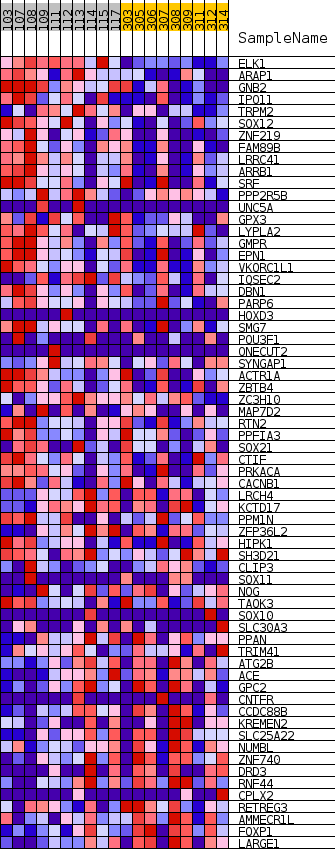 103 107 108 109 111 112 113 114 115 117 303 305 306 307 308 309 311 312 314
SampleName
ELK1
ARAP1
GNB2
IPO11
TRPM2
SOX12
ZNF219
FAM89B
LRRC41
ARRB1
SRF
PPP2R5B
UNC5A
GPX3
LYPLA2
GMPR
EPN1
VKORC1L1
IQSEC2
DBN1
PARP6
HOXD3
SMG7
POU3F1
ONECUT2
SYNGAP1
ACTR1A
ZBTB4
ZC3H10
MAP7D2
RTN2
PPFIA3
SOX21
CTIF
PRKACA
CACNB1
LRCH4
KCTD17
PPM1N
ZFP36L2
HIPK1
SH3D21
CLIP3
SOX11
NOG
TAOK3
SOX10
SLC30A3
PPAN
TRIM41
ATG2B
ACE
GPC2
CNTFR
CCDC88B
KREMEN2
SLC25A22
NUMBL
ZNF740
DRD3
RNF44
CPLX2
RETREG3
AMMECR1L
FOXP1
LARGE1